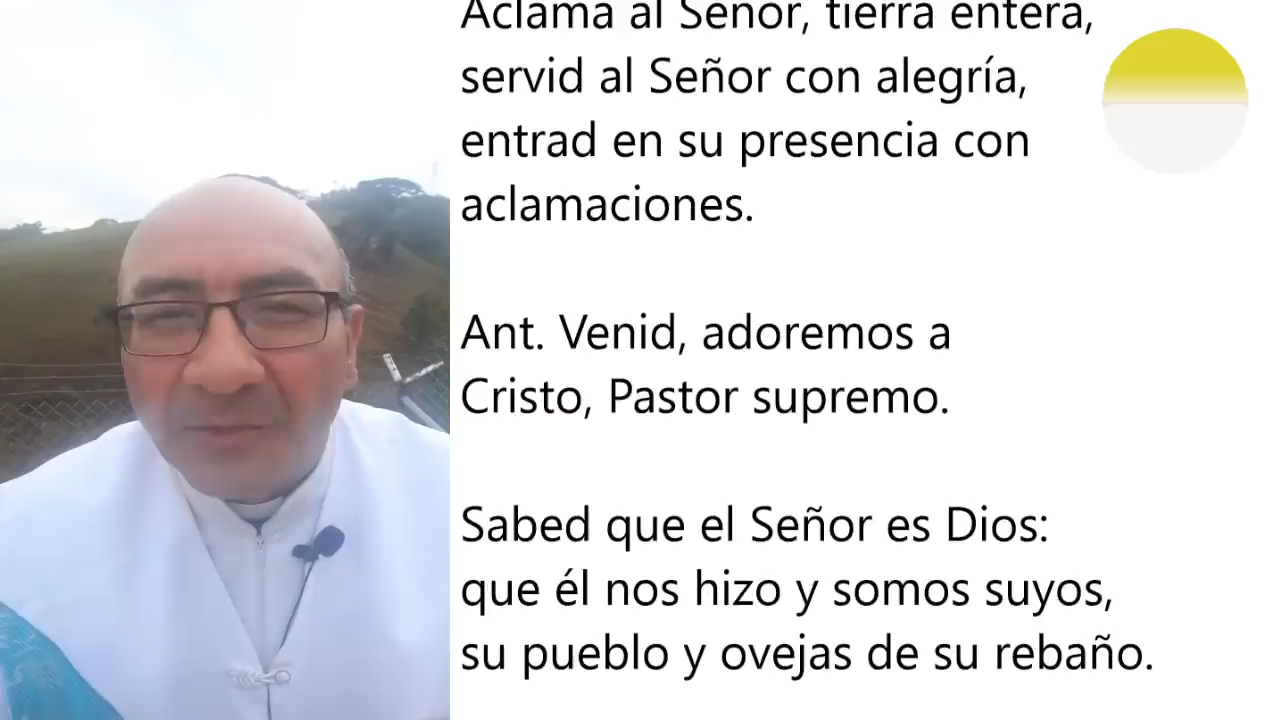 Aclama al Señor, tierra entera,
servid al Señor con alegría,
entrad en su presencia con
aclamaciones.
Ant. Venid, adoremos a
Cristo, Pastor supremo.
Sabed que el Señor es Dios:
que él nos hizo y somos suyos,
su pueblo y ovejas de su rebaño.